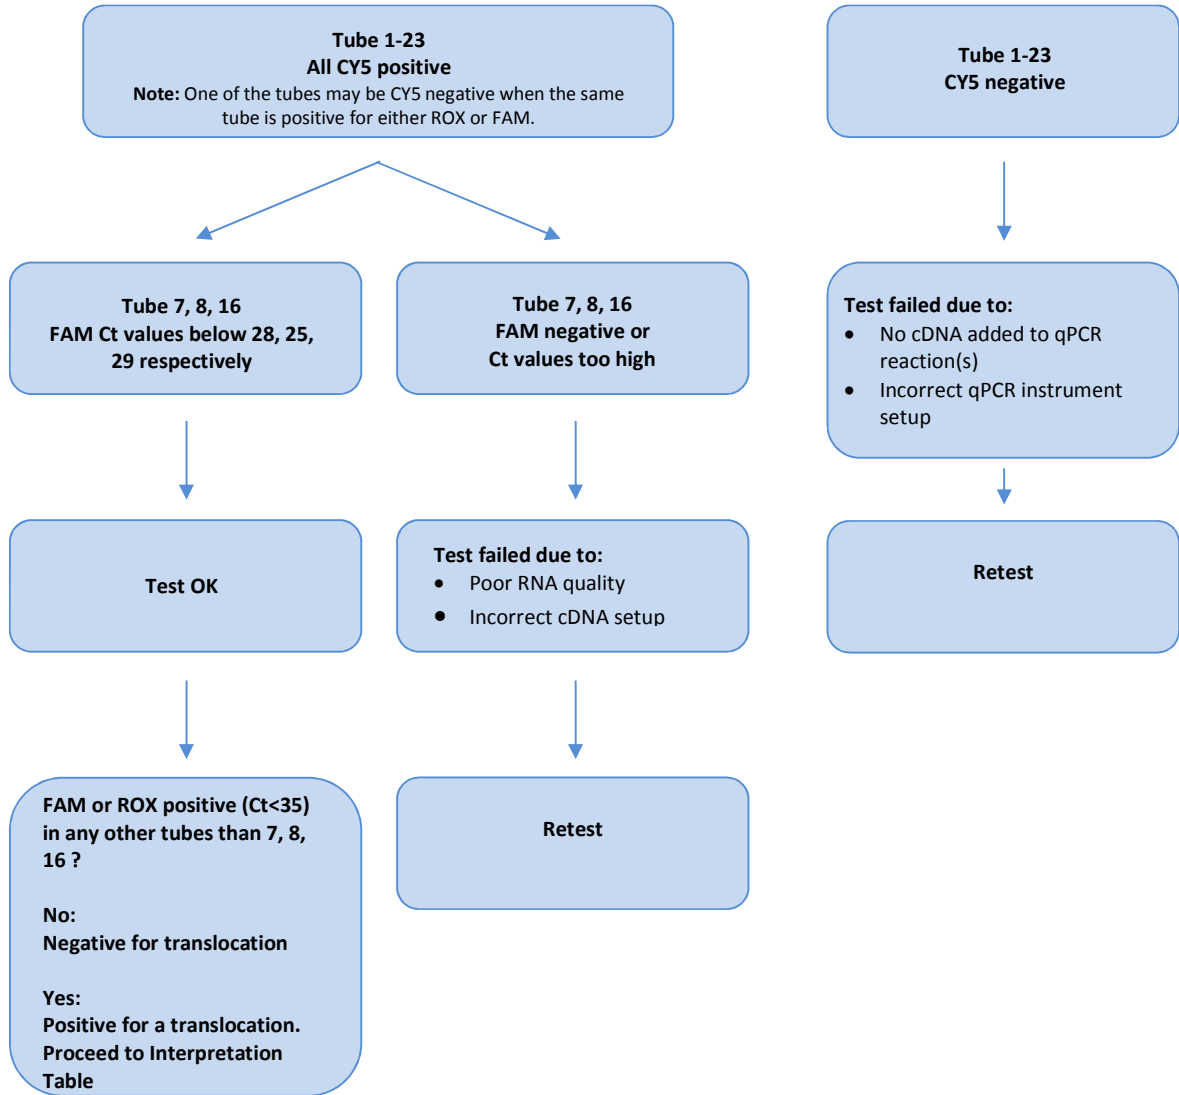 Tube 1-23
All CY5 positive
Note: One of the tubes may be CY5 negative when the same
tube is positive for either ROX or FAM.
Tube 1-23
CY5 negative
Tube 7, 8, 16
FAM Ct values below 28, 25,
29 respectively
Tube 7, 8, 16
FAM negative or
Ct values too high
Test failed due to:
• No cDNA added to qPCR
reaction(s)
• Incorrect qPCR instrument
setup
Test OK
Test failed due to:
• Poor RNA quality
• Incorrect cDNA setup
Retest
FAM or ROX positive (Ct<35)
in any other tubes than 7, 8,
16 ?
No:
Negative for translocation
Yes:
Positive for a translocation.
Proceed to Interpretation
Table
Retest